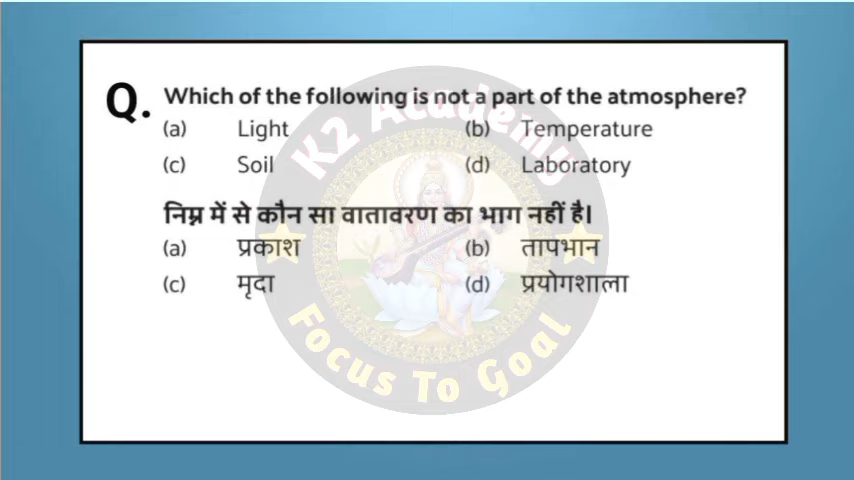 Q. Which of the following is not a part of the atmosphere?
(a) Light (b) Temperature
(c) Soil (d) Laboratory
निम्न में से कौन सा वातावरण का भाग नहीं है।
(a) प्रकाश (b) तापभान
(c) मृदा (d) प्रयोगशाला
K2 Academy
Focus To Goal